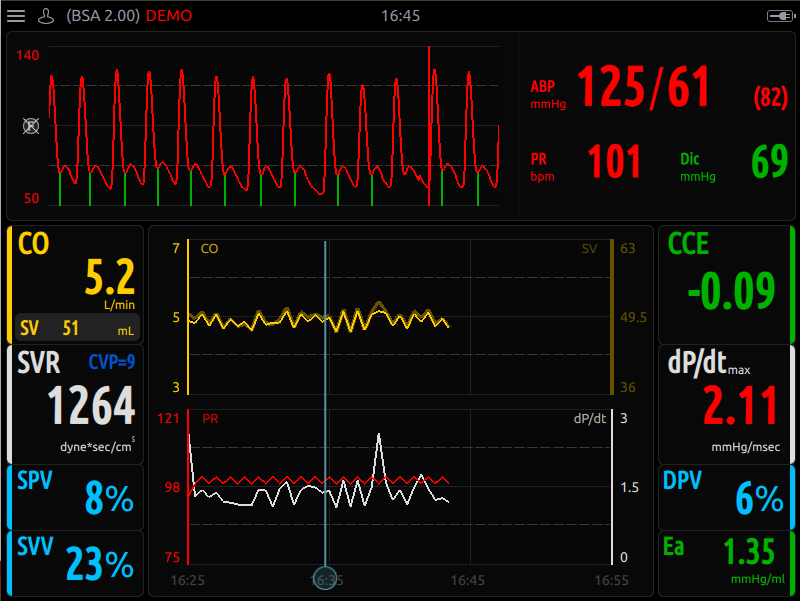 (BSA 2.00) DEMO 16:45
140
50
ABP mmHg 125/61 (82)
PR bpm 101 Dic mmHg 69
CO
5.2
L/min
SV 51 mL
SVR CVP=9
1264
dyne*sec/cm5
SPV 8%
SVV 23%
7 CO SV 63
5 49.5
3 36
121 PR dP/dt 3
98 1.5
75 0
16:25 16:35 16:45 16:55
CCE
-0.09
dP/dt max
2.11
mmHg/msec
DPV 6%
Ea 1.35
mmHg/ml